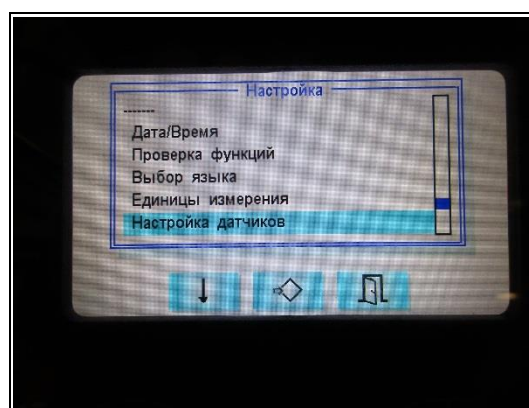 Настройка
-------
Дата/Время
Проверка функций
Выбор языка
Единицы измерения
Настройка датчиков